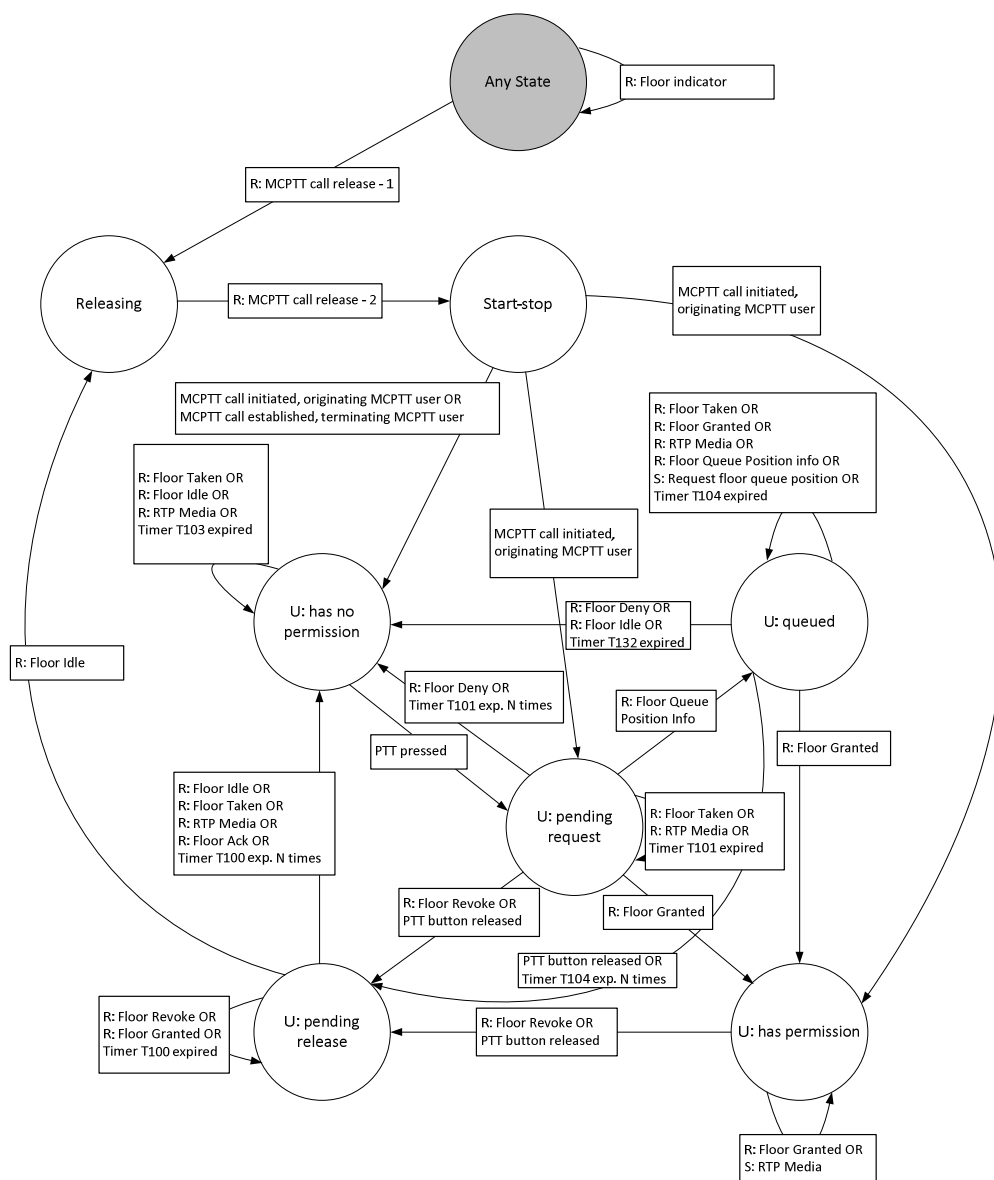 Any State
R: Floor indicator
R: MCPTT call release - 1
Releasing
R: MCPTT call release - 2
Start-stop
MCPTT call initiated,
originating MCPTT user
MCPTT call initiated, originating MCPTT user OR
MCPTT call established, terminating MCPTT user
R: Floor Taken OR
R: Floor Granted OR
R: RTP Media OR
R: Floor Queue Position info OR
S: Request floor queue position OR
Timer T104 expired
R: Floor Taken OR
R: Floor Idle OR
R: RTP Media OR
Timer T103 expired
MCPTT call initiated,
originating MCPTT user
U: has no
permission
R: Floor Deny OR
R: Floor Idle OR
Timer T132 expired
U: queued
R: Floor Idle
R: Floor Deny OR
Timer T101 exp. N times
R: Floor Queue
Position Info
PTT pressed
R: Floor Granted
R: Floor Idle OR
R: Floor Taken OR
R: RTP Media OR
R: Floor Ack OR
Timer T100 exp. N times
U: pending
request
R: Floor Taken OR
R: RTP Media OR
Timer T101 expired
R: Floor Revoke OR
PTT button released
R: Floor Granted
PTT button released OR
Timer T104 exp. N times
R: Floor Revoke OR
R: Floor Granted OR
Timer T100 expired
U: pending
release
R: Floor Revoke OR
PTT button released
U: has permission
R: Floor Granted OR
S: RTP Media